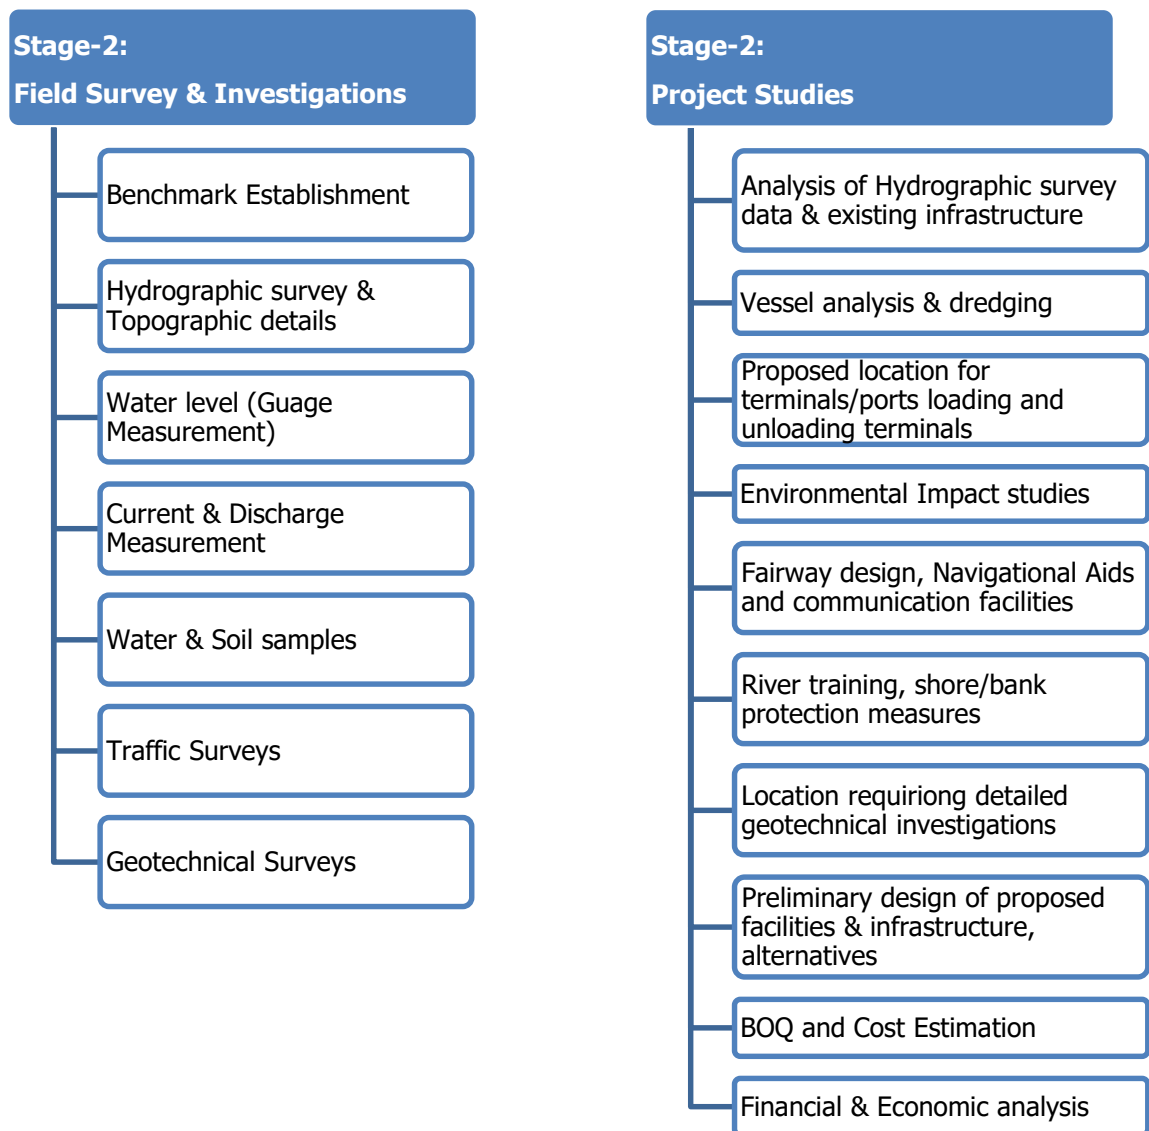 Stage-2:
Field Survey & Investigations
Benchmark Establishment
Hydrographic survey &
Topographic details
Water level (Guage
Measurement)
Current & Discharge
Measurement
Water & Soil samples
Traffic Surveys
Geotechnical Surveys
Stage-2:
Project Studies
Analysis of Hydrographic survey
data & existing infrastructure
Vessel analysis & dredging
Proposed location for
terminals/ports loading and
unloading terminals
Environmental Impact studies
Fairway design, Navigational Aids
and communication facilities
River training, shore/bank
protection measures
Location requiriong detailed
geotechnical investigations
Preliminary design of proposed
facilities & infrastructure,
alternatives
BOQ and Cost Estimation
Financial & Economic analysis